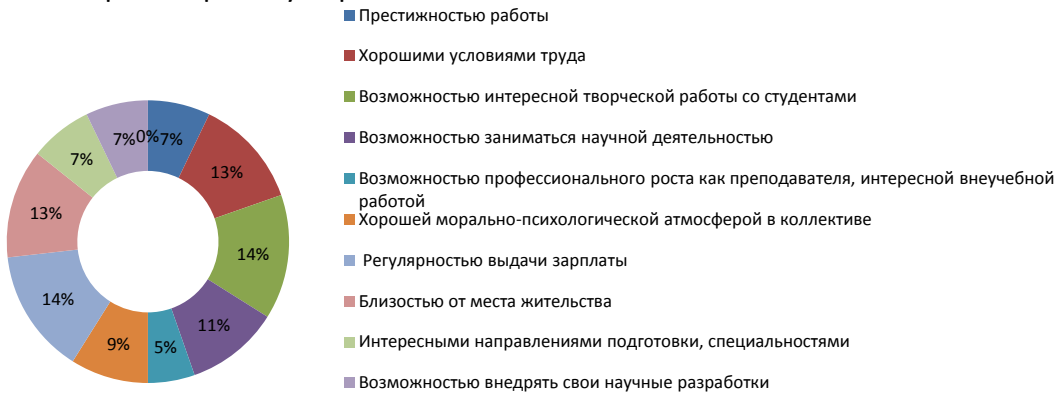 Престижностью работы
Хорошими условиями труда
Возможностью интересной творческой работы со студентами
Возможностью заниматься научной деятельностью
Возможностью профессионального роста как преподавателя, интересной внеучебной
работой
Хорошей морально-психологической атмосферой в коллективе
Регулярностью выдачи зарплаты
Близостью от места жительства
Интересными направлениями подготовки, специальностями
Возможностью внедрять свои научные разработки
7%
0%
7%
13%
14%
11%
5%
9%
14%
13%
7%